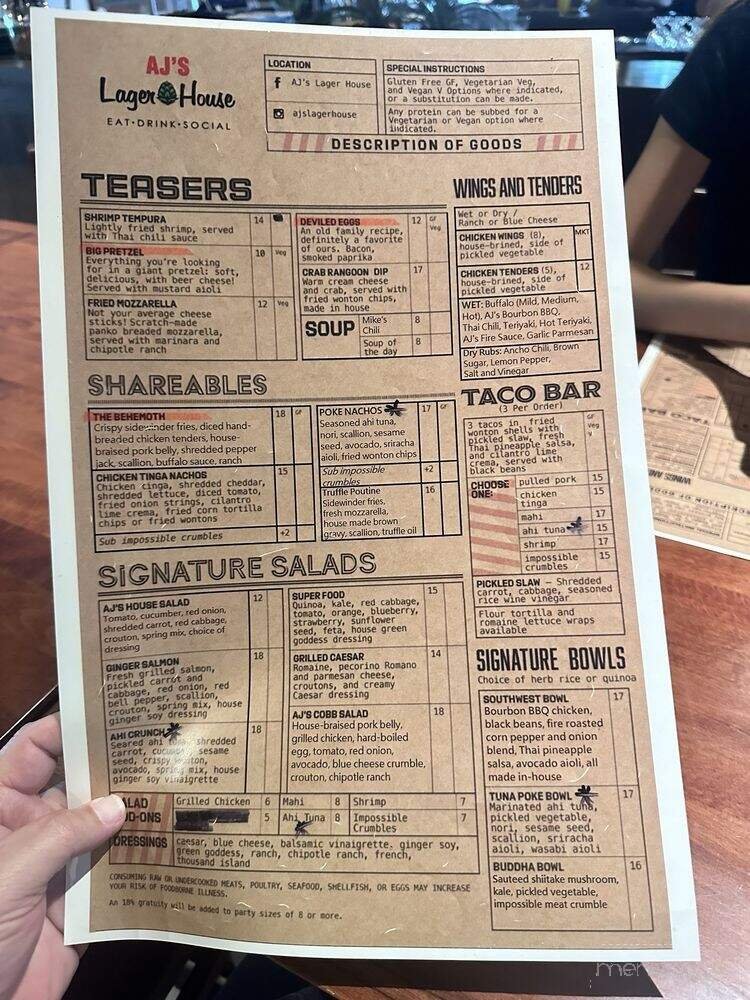 AJ'S
Lager House
EAT•DRINK•SOCIAL
LOCATION
AJ's Lager House
ajslagerhouse
SPECIAL INSTRUCTIONS
Gluten Free GF, Vegetarian Veg,
and Vegan V Options where indicated,
or a substitution can be made.
Any protein can be subbed for a
Vegetarian or Vegan option where
indicated.
DESCRIPTION OF GOODS
TEASERS
SHRIMP TEMPURA 14
Lightly fried shrimp, served
with Thai chili sauce
BIG PRETZEL 10 Veg
Everything you're looking
for in a giant pretzel: soft,
delicious, with beer cheese!
Served with mustard aioli
FRIED MOZZARELLA 12 Veg
Not your average cheese
sticks! Scratch-made
panko breaded mozzarella,
served with marinara and
chipotle ranch
DEVILED EGGS 12 GF
An old family recipe, Veg
definitely a favorite
of ours. Bacon,
smoked paprika
CRAB RANGOON DIP 17
Warm cream cheese
and crab, served with
fried wonton chips,
made in house
SOUP
Mike's 8
Chili
Soup of 8
the day
WINGS AND TENDERS
Wet or Dry /
Ranch or Blue Cheese
CHICKEN WINGS (8), MKT
house-brined, side of
pickled vegetable
CHICKEN TENDERS (5), 12
house-brined, side of
pickled vegetable
WET: Buffalo (Mild, Medium,
Hot), AJ's Bourbon BBQ,
Thai Chili, Teriyaki, Hot Teriyaki,
AJ's Fire Sauce, Garlic Parmesan
Dry Rubs: Ancho Chili, Brown
Sugar, Lemon Pepper,
Salt and Vinegar
SHAREABLES
THE BEHEMOTH 18 GF
Crispy sidewinder fries, diced hand-
breaded chicken tenders, house-
braised pork belly, shredded pepper
jack, scallion, buffalo sauce, ranch
CHICKEN TINGA NACHOS 15
Chicken tinga, shredded cheddar,
shredded lettuce, diced tomato,
fried onion strings, cilantro
lime crema, fried corn tortilla
chips or fried wontons
Sub impossible crumbles +2
POKE NACHOS 17 GF
Seasoned ahi tuna,
nori, scallion, sesame
seed, avocado, sriracha
aioli, fried wonton chips
Sub impossible +2
crumbles
Truffle Poutine 16
Sidewinder fries,
fresh mozzarella,
house made brown
gravy, scallion, truffle oil
TACO BAR
(3 Per Order)
3 tacos in fried GF
wonton shells with Veg
pickled slaw, fresh V
Thai pineapple salsa,
and cilantro lime
crema, served with
black beans
CHOOSE
ONE:
pulled pork 15
chicken 15
tinga
mahi 17
ahi tuna 15
shrimp 17
impossible 15
crumbles
PICKLED SLAW - Shredded
carrot, cabbage, seasoned
rice wine vinegar
Flour tortilla and
romaine lettuce wraps
available
SIGNATURE SALADS
AJ'S HOUSE SALAD 12
Tomato, cucumber, red onion,
shredded carrot, red cabbage,
crouton, spring mix, choice of
dressing
GINGER SALMON 18
Fresh grilled salmon,
pickled carrot and
cabbage, red onion, red
bell pepper, scallion,
crouton, spring mix, house
ginger soy dressing
AHI CRUNCH 18
Seared ahi tuna, shredded
carrot, cucumber, sesame
seed, crispy wonton,
avocado, spring mix, house
ginger soy vinaigrette
SUPER FOOD 15
Quinoa, kale, red cabbage,
tomato, orange, blueberry,
strawberry, sunflower
seed, feta, house green
goddess dressing
GRILLED CAESAR 14
Romaine, pecorino Romano
and parmesan cheese,
croutons, and creamy
Caesar dressing
AJ'S COBB SALAD 18
House-braised pork belly,
grilled chicken, hard-boiled
egg, tomato, red onion,
avocado, blue cheese crumble,
crouton, chipotle ranch
SALAD
ADD-ONS
Grilled Chicken 6 Mahi 8 Shrimp 7
5 Ahi Tuna 8 Impossible 7
Crumbles
DRESSINGS
caesar, blue cheese, balsamic vinaigrette, ginger soy,
green goddess, ranch, chipotle ranch, french,
thousand island
CONSUMING RAW OR UNDERCOOKED MEATS, POULTRY, SEAFOOD, SHELLFISH, OR EGGS MAY INCREASE
YOUR RISK OF FOODBORNE ILLNESS.
An 18% gratuity will be added to party sizes of 8 or more.
SIGNATURE BOWLS
Choice of herb rice or quinoa
SOUTHWEST BOWL 17
Bourbon BBQ chicken,
black beans, fire roasted
corn pepper and onion
blend, Thai pineapple
salsa, avocado aioli, all
made in-house
TUNA POKE BOWL 17
Marinated ahi tuna,
pickled vegetable,
nori, sesame seed,
scallion, sriracha
aioli, wasabi aioli
BUDDHA BOWL 16
Sauteed shiitake mushroom,
kale, pickled vegetable,
impossible meat crumble
TACO BAR
WINGS AND